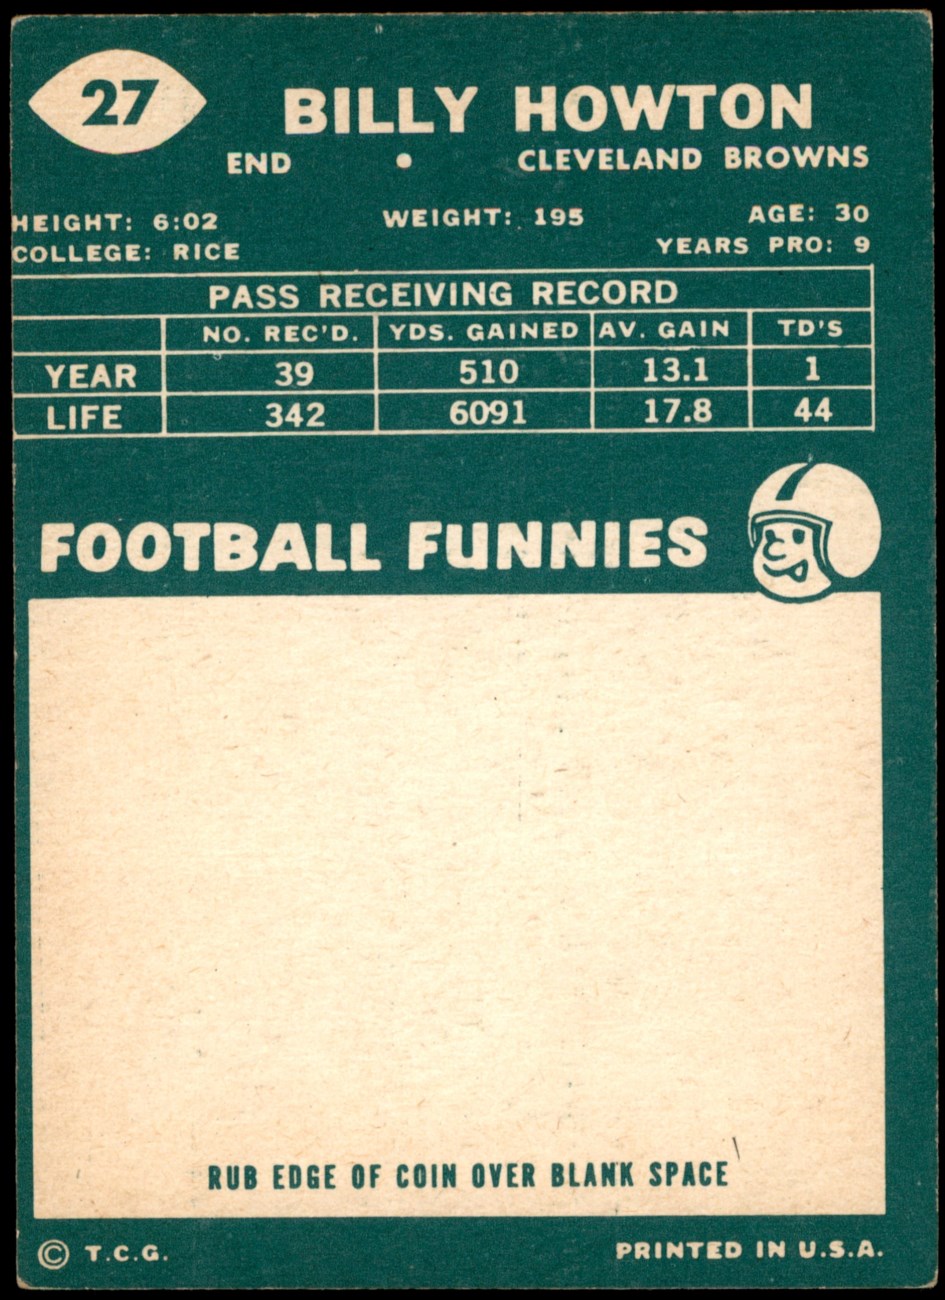 27
BILLY HOWTON
END • CLEVELAND BROWNS
HEIGHT: 6:02 WEIGHT: 195 AGE: 30
COLLEGE: RICE YEARS PRO: 9
PASS RECEIVING RECORD
NO. REC'D. YDS. GAINED AV. GAIN TD'S
YEAR 39 510 13.1 1
LIFE 342 6091 17.8 44
FOOTBALL FUNNIES
RUB EDGE OF COIN OVER BLANK SPACE
© T.C.G. PRINTED IN U.S.A.